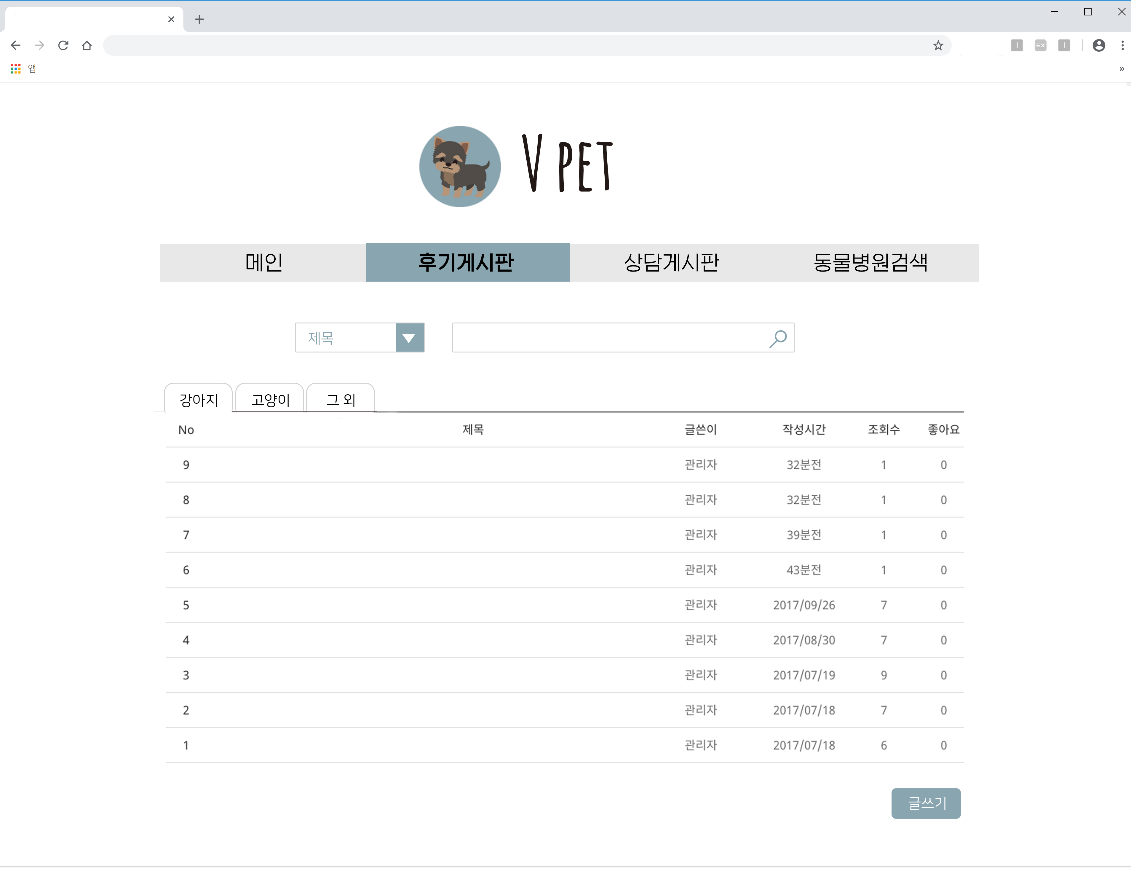 앱
V PET
메인 후기게시판 상담게시판 동물병원검색
제목
강아지 고양이 그 외
No 제목 글쓴이 작성시간 조회수 좋아요
9 관리자 32분전 1 0
8 관리자 32분전 1 0
7 관리자 39분전 1 0
6 관리자 43분전 1 0
5 관리자 2017/09/26 7 0
4 관리자 2017/08/30 7 0
3 관리자 2017/07/19 9 0
2 관리자 2017/07/18 7 0
1 관리자 2017/07/18 6 0
글쓰기